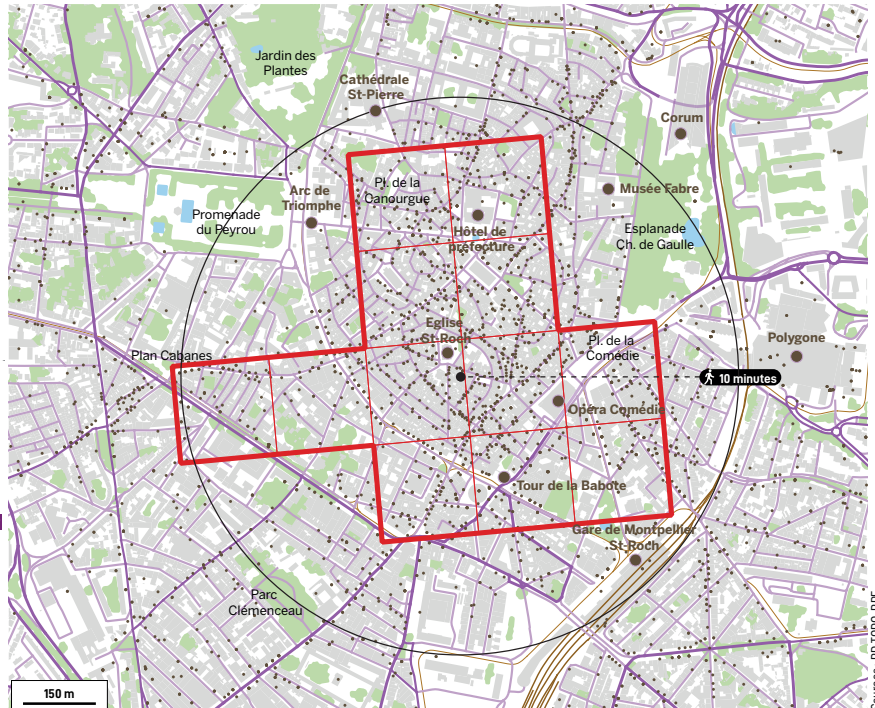 Jardin des
Plantes
Cathédrale
St-Pierre
Corum
Pl. de la
Canourgue
Arc de
Triomphe
Musée Fabre
Promenade
du Peyrou
Hôtel de
préfecture
Esplanade
Ch. de Gaulle
Eglise
St-Roch
Pl. de la
Comédie
Polygone
Plan Cabanes
10 minutes
Opéra Comédie
Tour de la Babote
Gare de Montpellier
St-Roch
Parc
Clémenceau
150 m